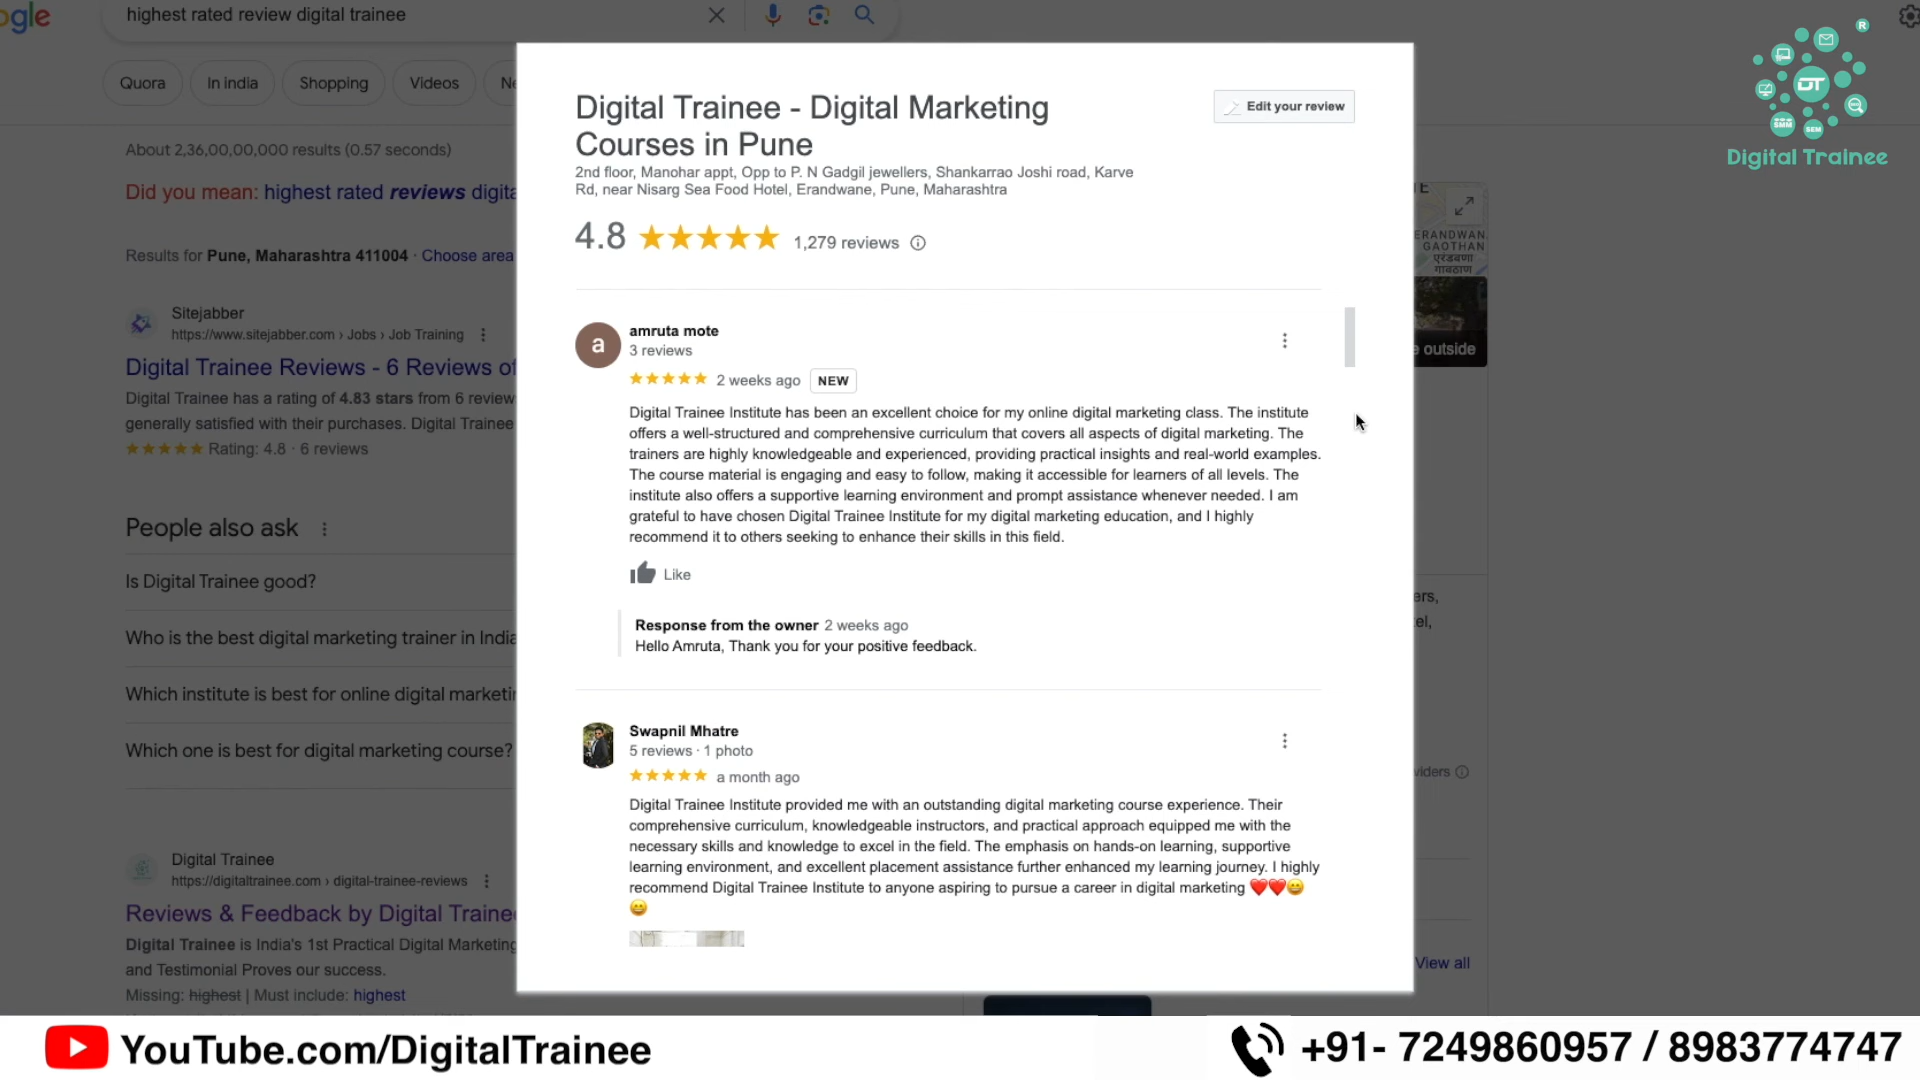 ogle
highest rated review digital trainee
Quora
In india
Shopping
Videos
About 2,36,00,00,000 results (0.57 seconds)
Did you mean: highest rated reviews digita
Results for Pune, Maharashtra 411004 · Choose area
Sitejabber
https://www.sitejabber.com › Jobs › Job Training
Digital Trainee Reviews - 6 Reviews of
Digital Trainee has a rating of 4.83 stars from 6 review
generally satisfied with their purchases. Digital Trainee
Rating: 4.8 · 6 reviews
People also ask
Is Digital Trainee good?
Who is the best digital marketing trainer in India
Which institute is best for online digital marketi
Which one is best for digital marketing course?
Digital Trainee
https://digitaltrainee.com › digital-trainee-reviews
Reviews & Feedback by Digital Trainee
Digital Trainee is India's 1st Practical Digital Marketing
and Testimonial Proves our success.
Missing: highest | Must include: highest
Digital Trainee - Digital Marketing
Courses in Pune
Edit your review
2nd floor, Manohar appt, Opp to P. N Gadgil jewellers, Shankarrao Joshi road, Karve
Rd, near Nisarg Sea Food Hotel, Erandwane, Pune, Maharashtra
4.8
1,279 reviews
a
amruta mote
3 reviews
2 weeks ago
NEW
Digital Trainee Institute has been an excellent choice for my online digital marketing class. The institute
offers a well-structured and comprehensive curriculum that covers all aspects of digital marketing. The
trainers are highly knowledgeable and experienced, providing practical insights and real-world examples.
The course material is engaging and easy to follow, making it accessible for learners of all levels. The
institute also offers a supportive learning environment and prompt assistance whenever needed. I am
grateful to have chosen Digital Trainee Institute for my digital marketing education, and I highly
recommend it to others seeking to enhance their skills in this field.
Like
Response from the owner 2 weeks ago
Hello Amruta, Thank you for your positive feedback.
Swapnil Mhatre
5 reviews · 1 photo
a month ago
Digital Trainee Institute provided me with an outstanding digital marketing course experience. Their
comprehensive curriculum, knowledgeable instructors, and practical approach equipped me with the
necessary skills and knowledge to excel in the field. The emphasis on hands-on learning, supportive
learning environment, and excellent placement assistance further enhanced my learning journey. I highly
recommend Digital Trainee Institute to anyone aspiring to pursue a career in digital marketing ❤️❤️😄
😄
ERANDWAN
GAOTHAN
एरंडवणा
गावठाण
outside
ers,
el,
viders
View all
R
DT
SMM
SEM
Digital Trainee
YouTube.com/DigitalTrainee
+91- 7249860957 / 8983774747